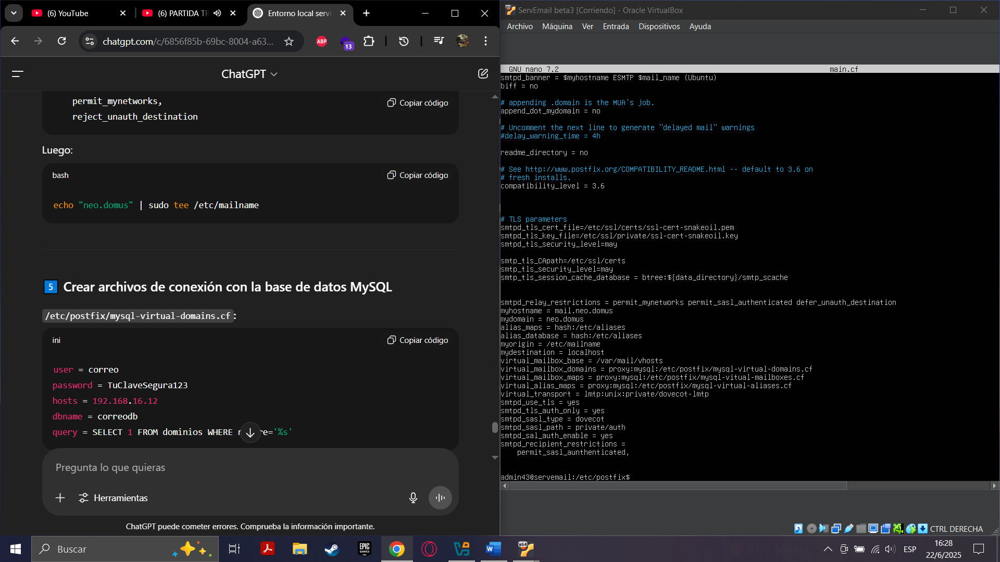 (6) YouTube
(6) PARTIDA TR
Entorno local servi
chatgpt.com/c/6856f85b-69bc-8004-a63...
ABP
13
ChatGPT
permit_mynetworks,
reject_unauth_destination
Copiar código
Luego:
bash
Copiar código
echo "neo.domus" | sudo tee /etc/mailname
5 Crear archivos de conexión con la base de datos MySQL
/etc/postfix/mysql-virtual-domains.cf:
ini
Copiar código
user = correo
password = TuClaveSegura123
hosts = 192.168.16.12
dbname = correodb
query = SELECT 1 FROM dominios WHERE n re='%s'
Pregunta lo que quieras
Herramientas
ChatGPT puede cometer errores. Comprueba la información importante.
ServEmail beta3 [Corriendo] - Oracle VirtualBox
Archivo Máquina Ver Entrada Dispositivos Ayuda
GNU nano 7.2 main.cf
smtpd_banner = $myhostname ESMTP $mail_name (Ubuntu)
biff = no
# appending .domain is the MUA's job.
append_dot_mydomain = no
# Uncomment the next line to generate "delayed mail" warnings
#delay_warning_time = 4h
readme_directory = no
# See http://www.postfix.org/COMPATIBILITY_README.html -- default to 3.6 on
# fresh installs.
compatibility_level = 3.6
# TLS parameters
smtpd_tls_cert_file=/etc/ssl/certs/ssl-cert-snakeoil.pem
smtpd_tls_key_file=/etc/ssl/private/ssl-cert-snakeoil.key
smtpd_tls_security_level=may
smtp_tls_CApath=/etc/ssl/certs
smtp_tls_security_level=may
smtp_tls_session_cache_database = btree:${data_directory}/smtp_scache
smtpd_relay_restrictions = permit_mynetworks permit_sasl_authenticated defer_unauth_destination
myhostname = mail.neo.domus
mydomain = neo.domus
alias_maps = hash:/etc/aliases
alias_database = hash:/etc/aliases
myorigin = /etc/mailname
mydestination = localhost
virtual_mailbox_base = /var/mail/vhosts
virtual_mailbox_domains = proxy:mysql:/etc/postfix/mysql-virtual-domains.cf
virtual_mailbox_maps = proxy:mysql:/etc/postfix/mysql-vitual-mailboxes.cf
virtual_alias_maps = proxy:mysql:/etc/postfix/mysql-virtual-aliases.cf
virtual_transport = lmtp:unix:private/dovecot-lmtp
smtpd_use_tls = yes
smtpd_tls_auth_only = yes
smtpd_sasl_type = dovecot
smtpd_sasl_path = private/auth
smtpd_sal_auth_enable = yes
smtpd_recipient_restrictions =
permit_sasl_aunthenticated,
admin43@servemail:/etc/postfix$
CTRL DERECHA
Buscar
EPIC GAMES
x64
27°C Soleado
ESP
16:28
22/6/2025